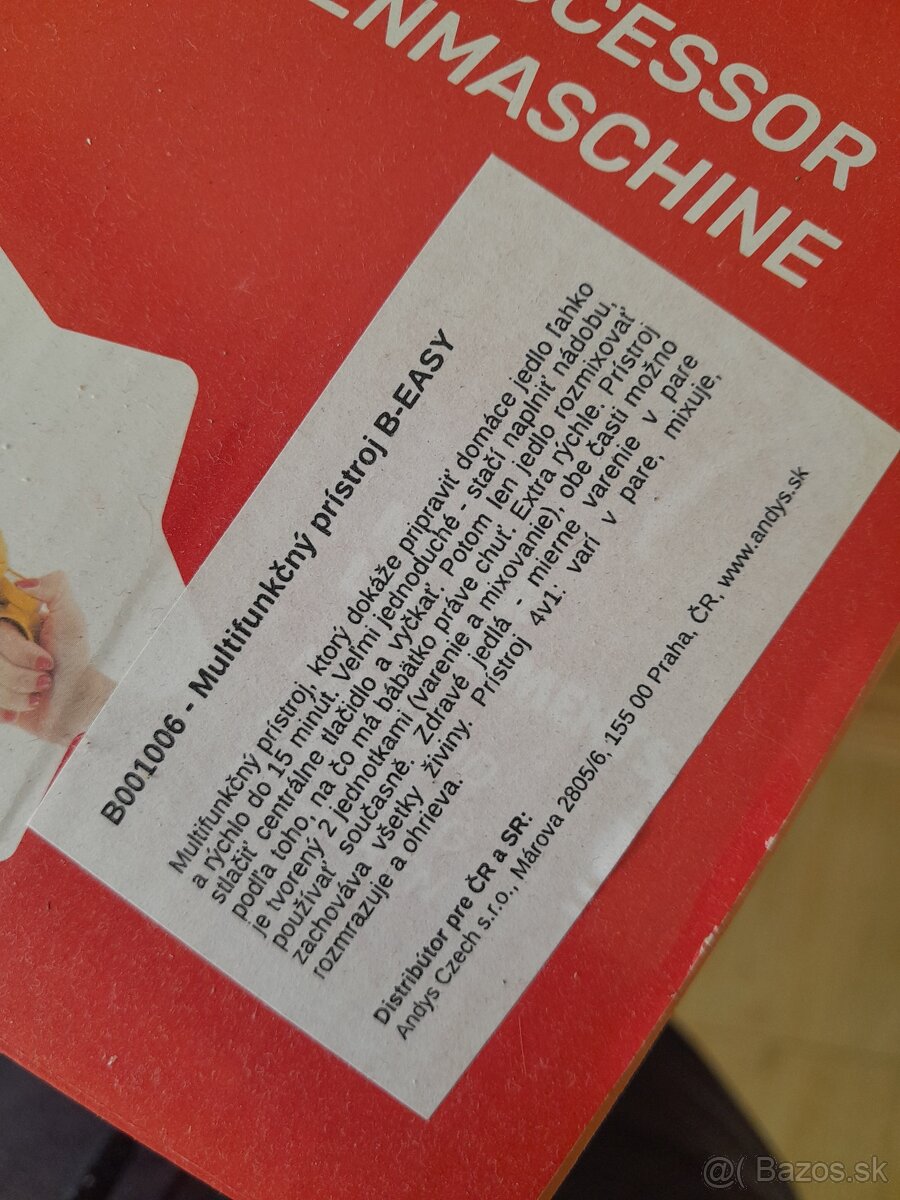 CESSOR
ENMASCHINE
B001006 - Multifunkčný prístroj B-EASY
Multifunkčný prístroj, ktorý dokáže pripraviť domáce jedlo ľahko
a rýchlo do 15 minút. Veľmi jednoduché - stačí naplniť nádobu,
stlačiť centrálne tlačidlo a vyčkať. Potom len jedlo rozmixovať
podľa toho, na čo má bábätko práve chuť. Extra rýchle. Prístroj
je tvorený 2 jednotkami (varenie a mixovanie), obe časti možno
používať současně. Zdravé jedlá - mierne varenie v pare
zachováva všetky živiny. Prístroj 4v1: varí v pare, mixuje,
rozmrazuje a ohrieva.
Distribútor pre ČR a SR:
Andys Czech s.r.o., Márova 2805/6, 155 00 Praha, ČR, www.andys.sk
@( Bazos.sk